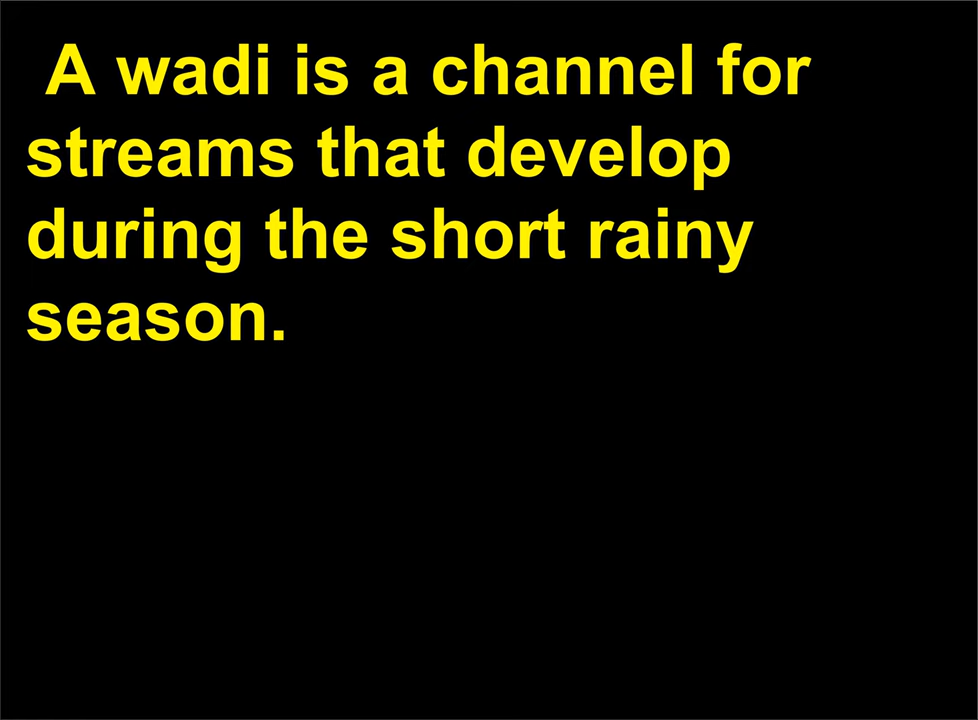 A wadi is a channel for
streams that develop
during the short rainy
season.